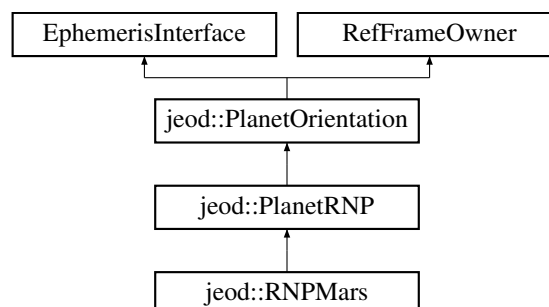 EphemerisInterface
RefFrameOwner
jeod::PlanetOrientation
jeod::PlanetRNP
jeod::RNPMars